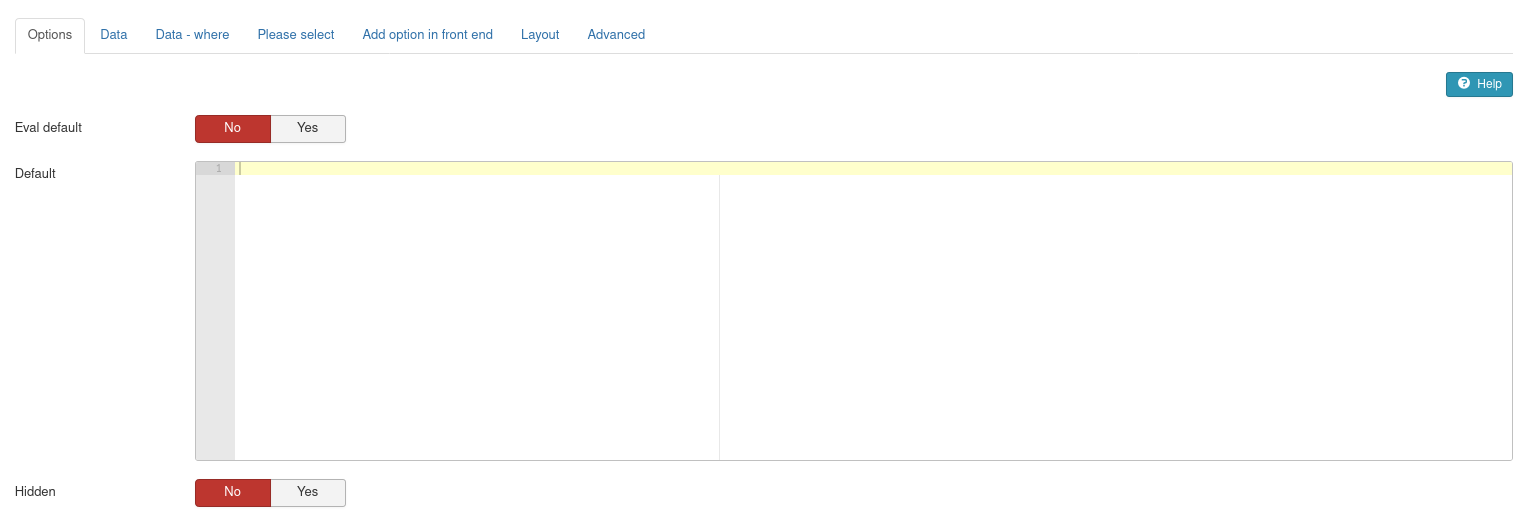 Options Data Data - where Please select Add option in front end Layout Advanced
Help
Eval default No Yes
Default 1
Hidden No Yes